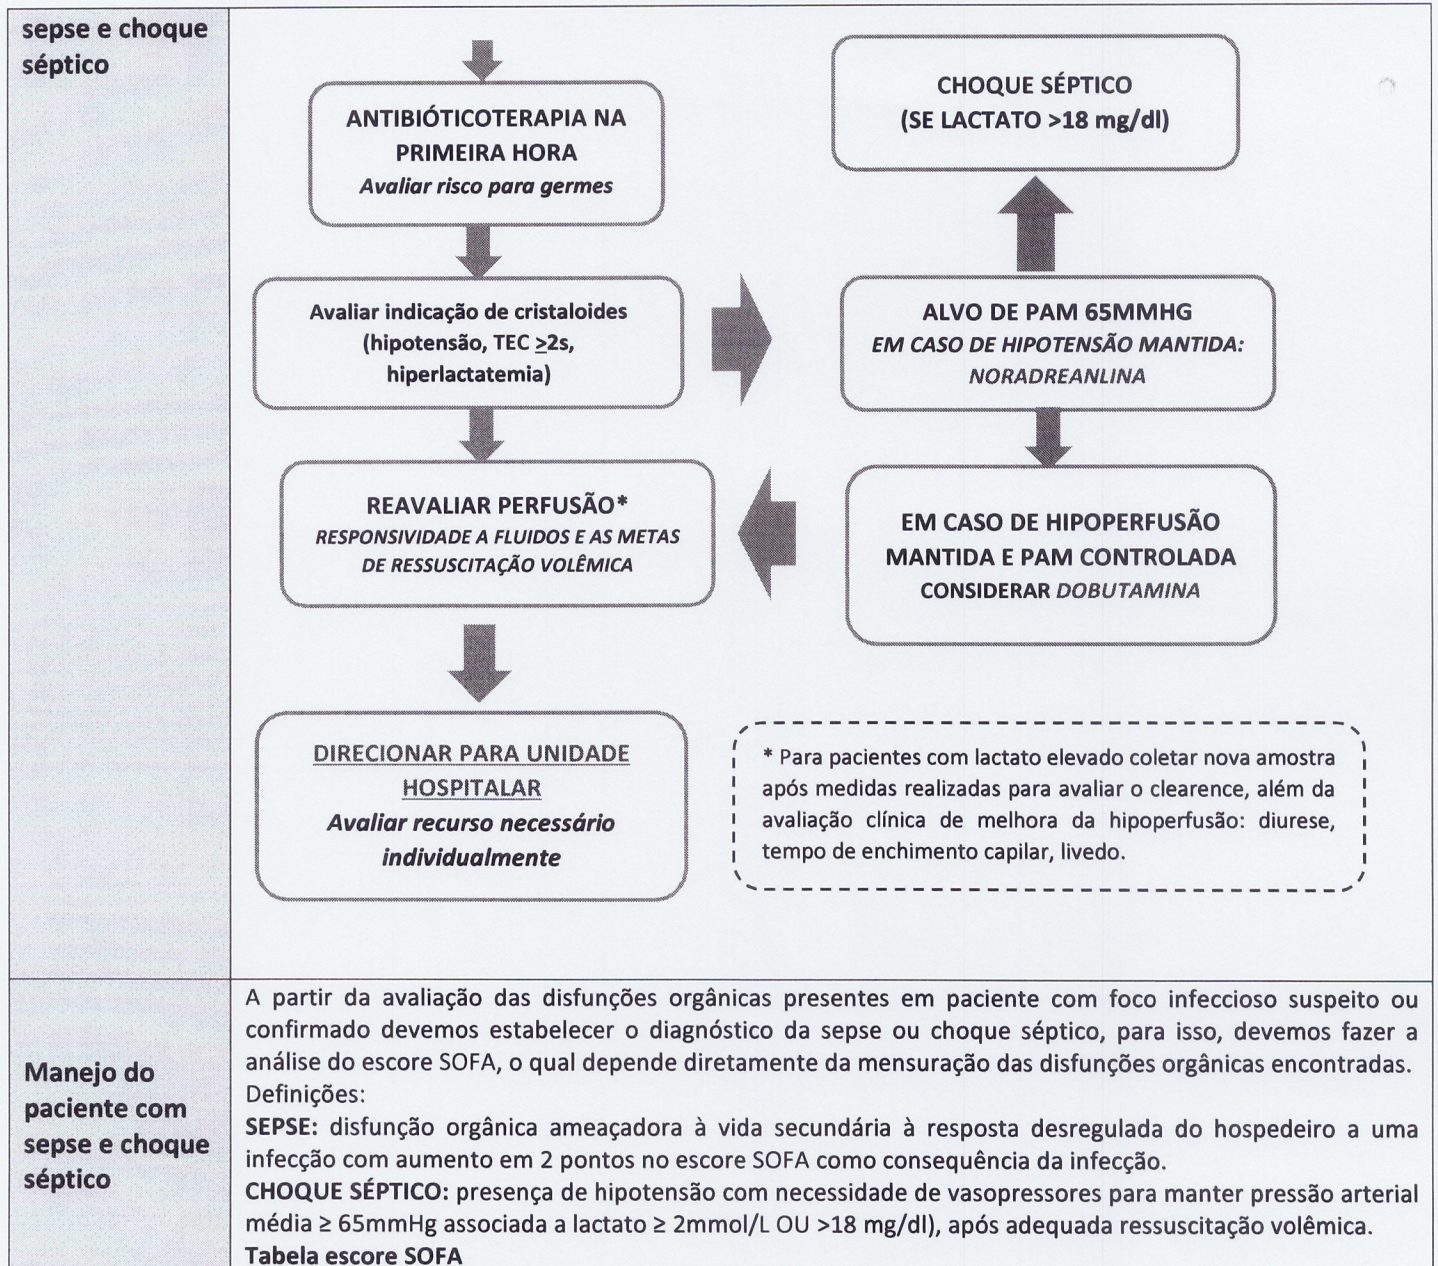 sepse e choque
séptico
ANTIBIÓTICOTERAPIA NA
PRIMEIRA HORA
Avaliar risco para germes
CHOQUE SÉPTICO
(SE LACTATO >18 mg/dl)
Avaliar indicação de cristaloides
(hipotensão, TEC ≥2s,
hiperlactatemia)
ALVO DE PAM 65MMHG
EM CASO DE HIPOTENSÃO MANTIDA:
NORADREANLINA
REAVALIAR PERFUSÃO*
RESPONSIVIDADE A FLUIDOS E AS METAS
DE RESSUSCITAÇÃO VOLÊMICA
EM CASO DE HIPOPERFUSÃO
MANTIDA E PAM CONTROLADA
CONSIDERAR DOBUTAMINA
DIRECIONAR PARA UNIDADE
HOSPITALAR
Avaliar recurso necessário
individualmente
* Para pacientes com lactato elevado coletar nova amostra
após medidas realizadas para avaliar o clearence, além da
avaliação clínica de melhora da hipoperfusão: diurese,
tempo de enchimento capilar, livedo.
Manejo do
paciente com
sepse e choque
séptico
A partir da avaliação das disfunções orgânicas presentes em paciente com foco infeccioso suspeito ou
confirmado devemos estabelecer o diagnóstico da sepse ou choque séptico, para isso, devemos fazer a
análise do escore SOFA, o qual depende diretamente da mensuração das disfunções orgânicas encontradas.
Definições:
SEPSE: disfunção orgânica ameaçadora à vida secundária à resposta desregulada do hospedeiro a uma
infecção com aumento em 2 pontos no escore SOFA como consequência da infecção.
CHOQUE SÉPTICO: presença de hipotensão com necessidade de vasopressores para manter pressão arterial
média ≥ 65mmHg associada a lactato ≥ 2mmol/L OU >18 mg/dl), após adequada ressuscitação volêmica.
Tabela escore SOFA